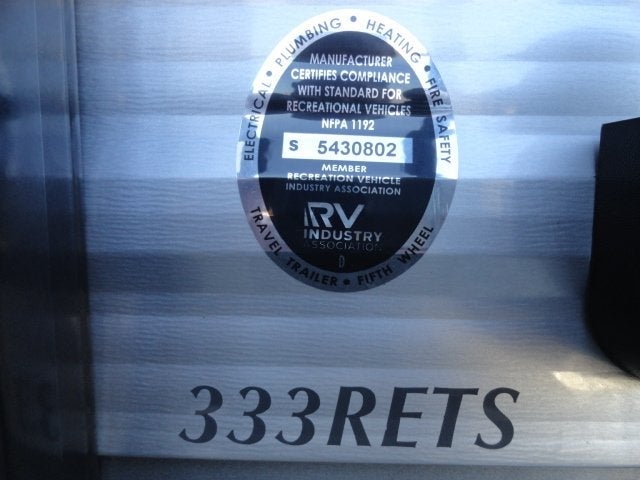 ELECTRICAL • PLUMBING • HEATING • FIRE SAFETY
MANUFACTURER
CERTIFIES COMPLIANCE
WITH STANDARD FOR
RECREATIONAL VEHICLES
NFPA 1192
S 5430802
MEMBER
RECREATION VEHICLE
INDUSTRY ASSOCIATION
RV
INDUSTRY
ASSOCIATION
D
TRAVEL TRAILER • FIFTH WHEEL
333RETS